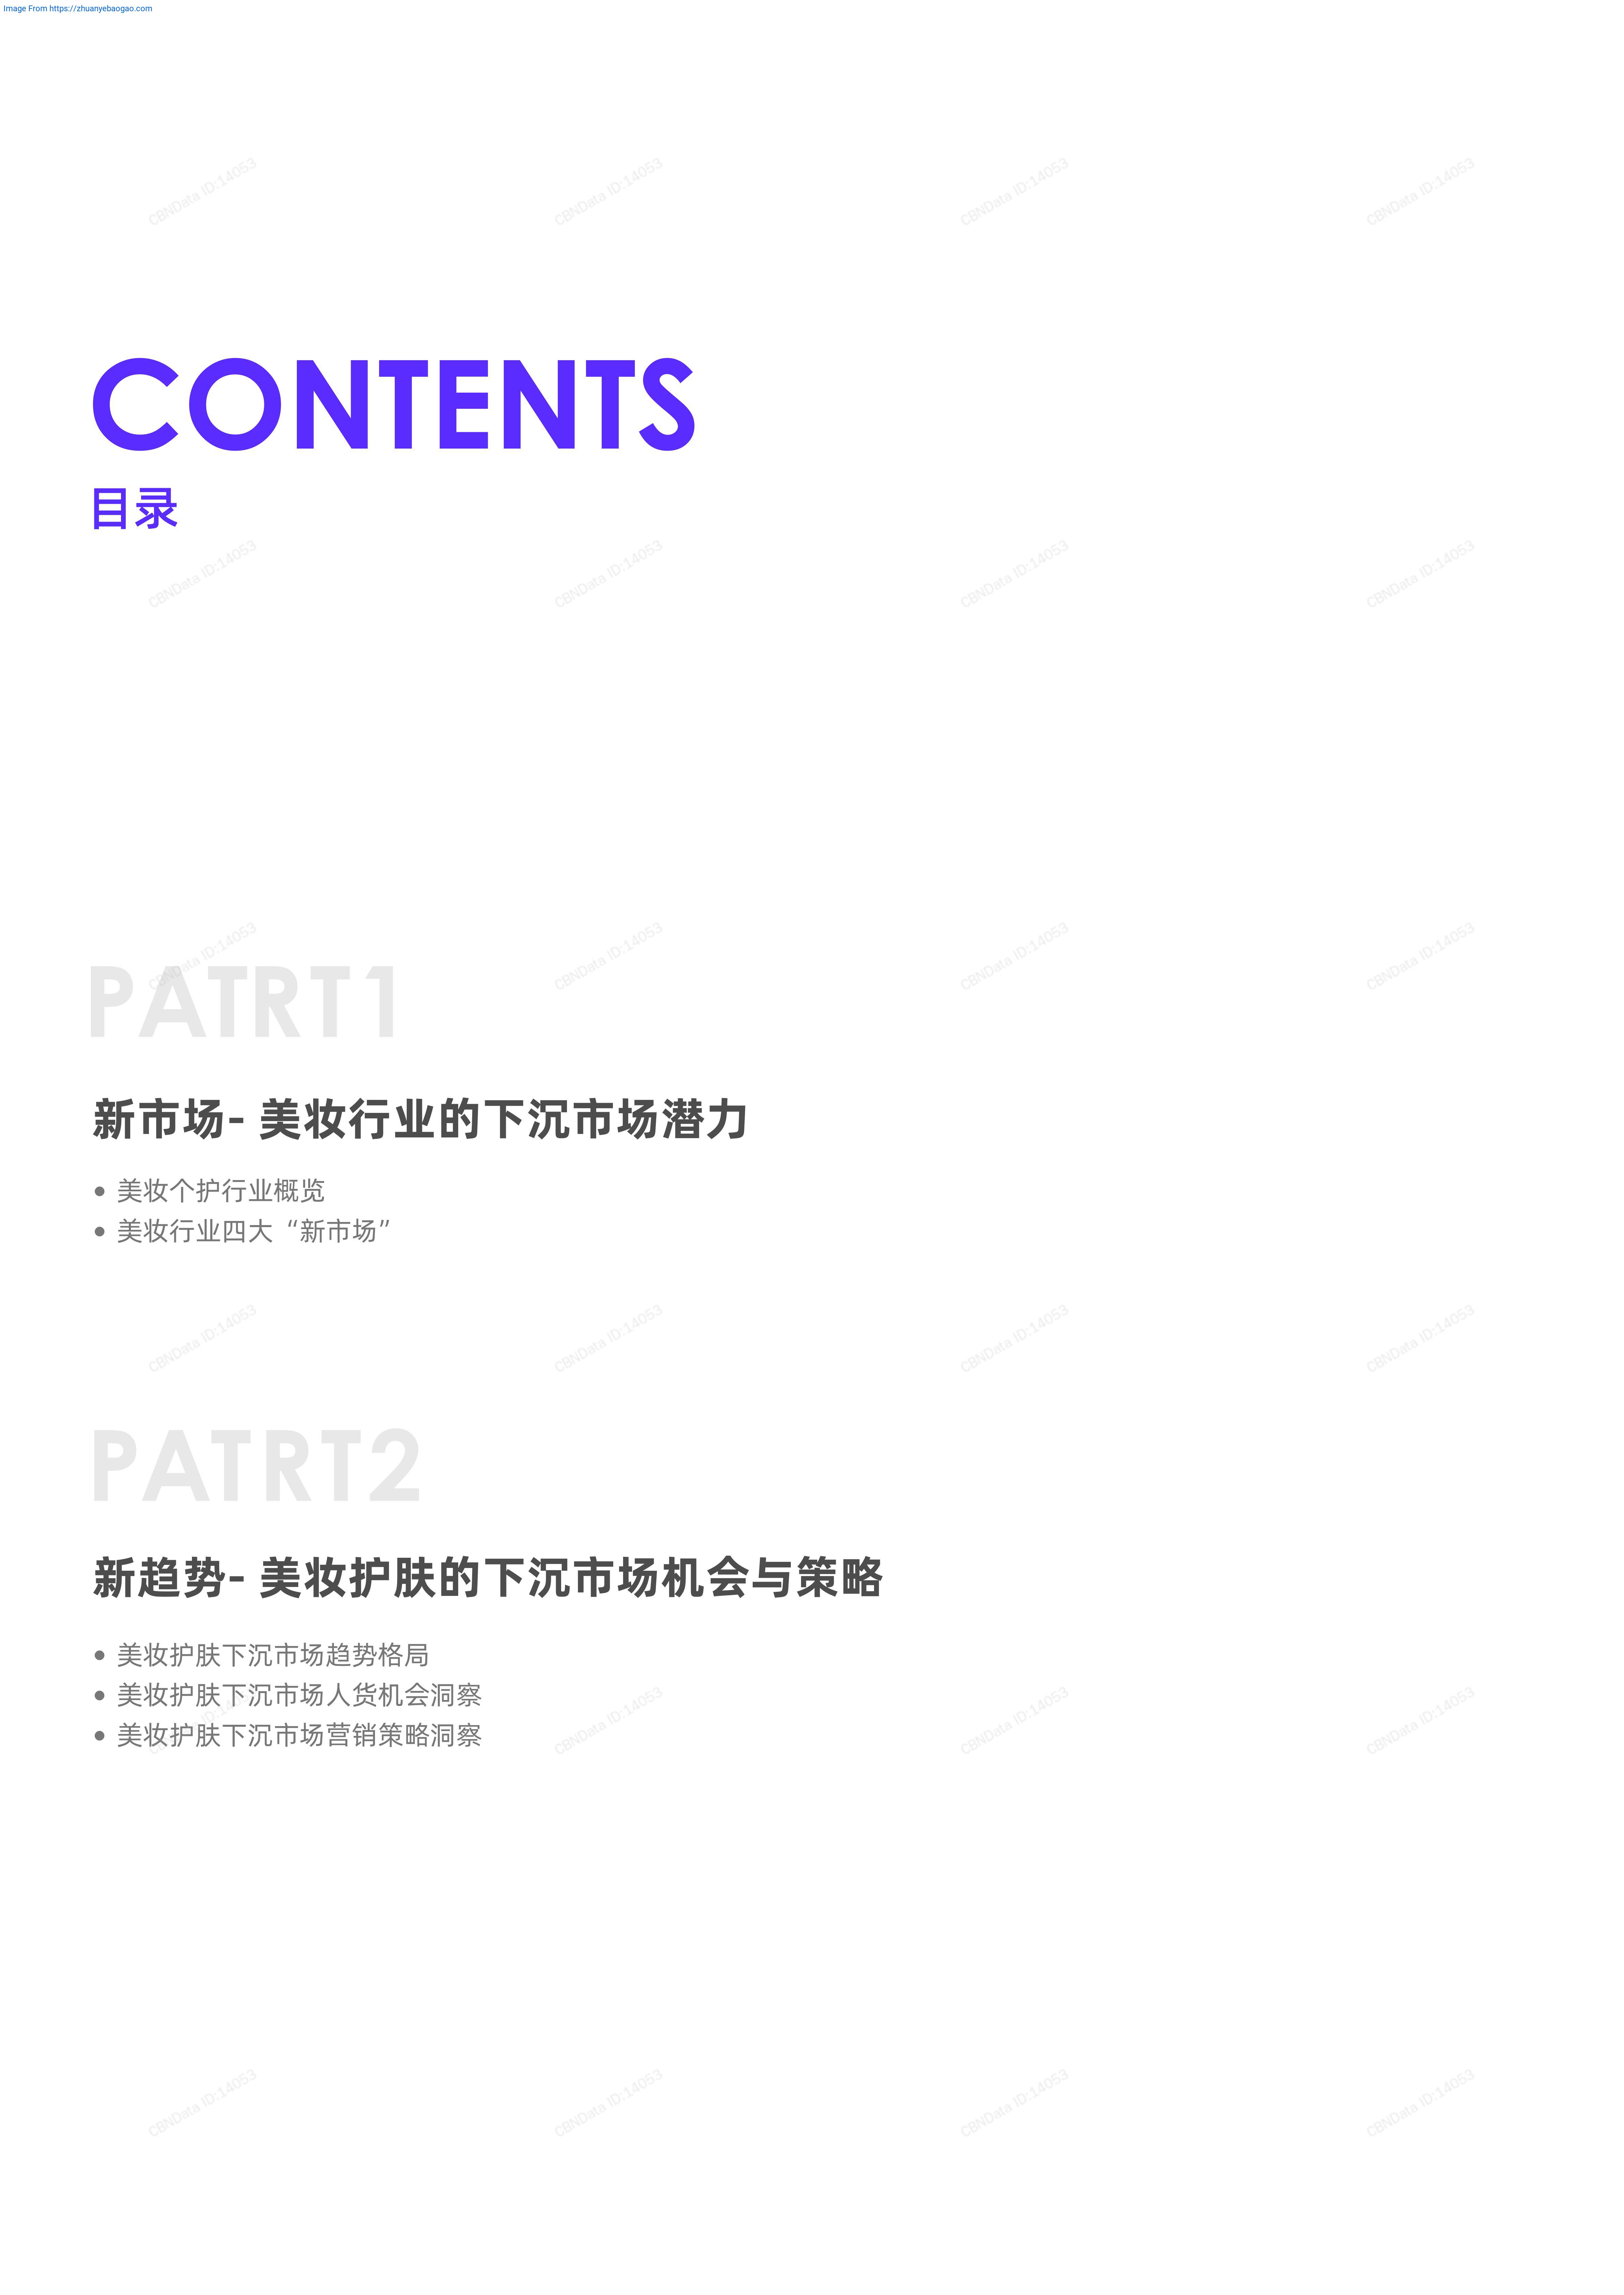 Image From https://zhuanyebaogao.com
CBNData ID:14053 CBNData ID:14053 CBNData ID:14053 CBNData ID:14053
CONTENTS
目录
CBNData ID:14053 CBNData ID:14053 CBNData ID:14053 CBNData ID:14053
CBNData ID:14053 CBNData ID:14053 CBNData ID:14053 CBNData ID:14053
PATRT1
新市场- 美妆行业的下沉市场潜力
• 美妆个护行业概览
• 美妆行业四大“新市场”
CBNData ID:14053 CBNData ID:14053 CBNData ID:14053 CBNData ID:14053
PATRT2
新趋势- 美妆护肤的下沉市场机会与策略
• 美妆护肤下沉市场趋势格局
• 美妆护肤下沉市场人货机会洞察
• 美妆护肤下沉市场营销策略洞察
CBNData ID:14053 CBNData ID:14053 CBNData ID:14053 CBNData ID:14053
CBNData ID:14053 CBNData ID:14053 CBNData ID:14053 CBNData ID:14053